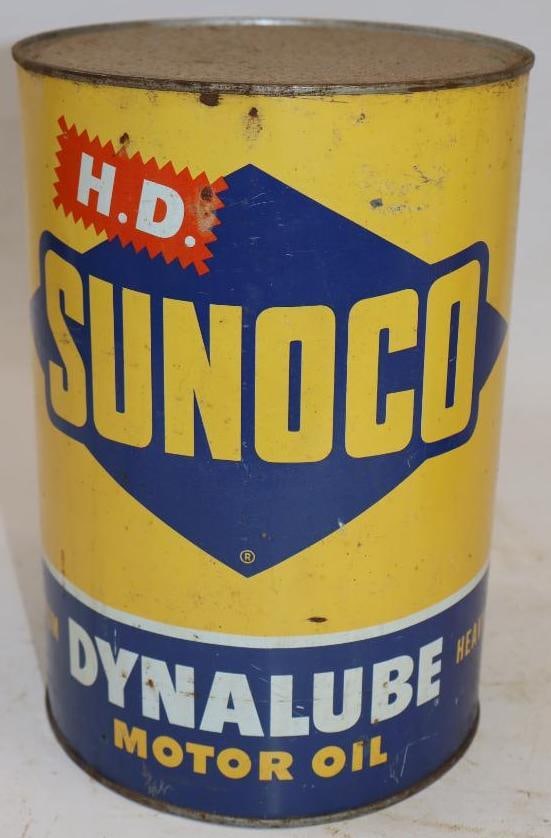 H.D.
SUNOCO
®
DYNALUBE
MOTOR OIL